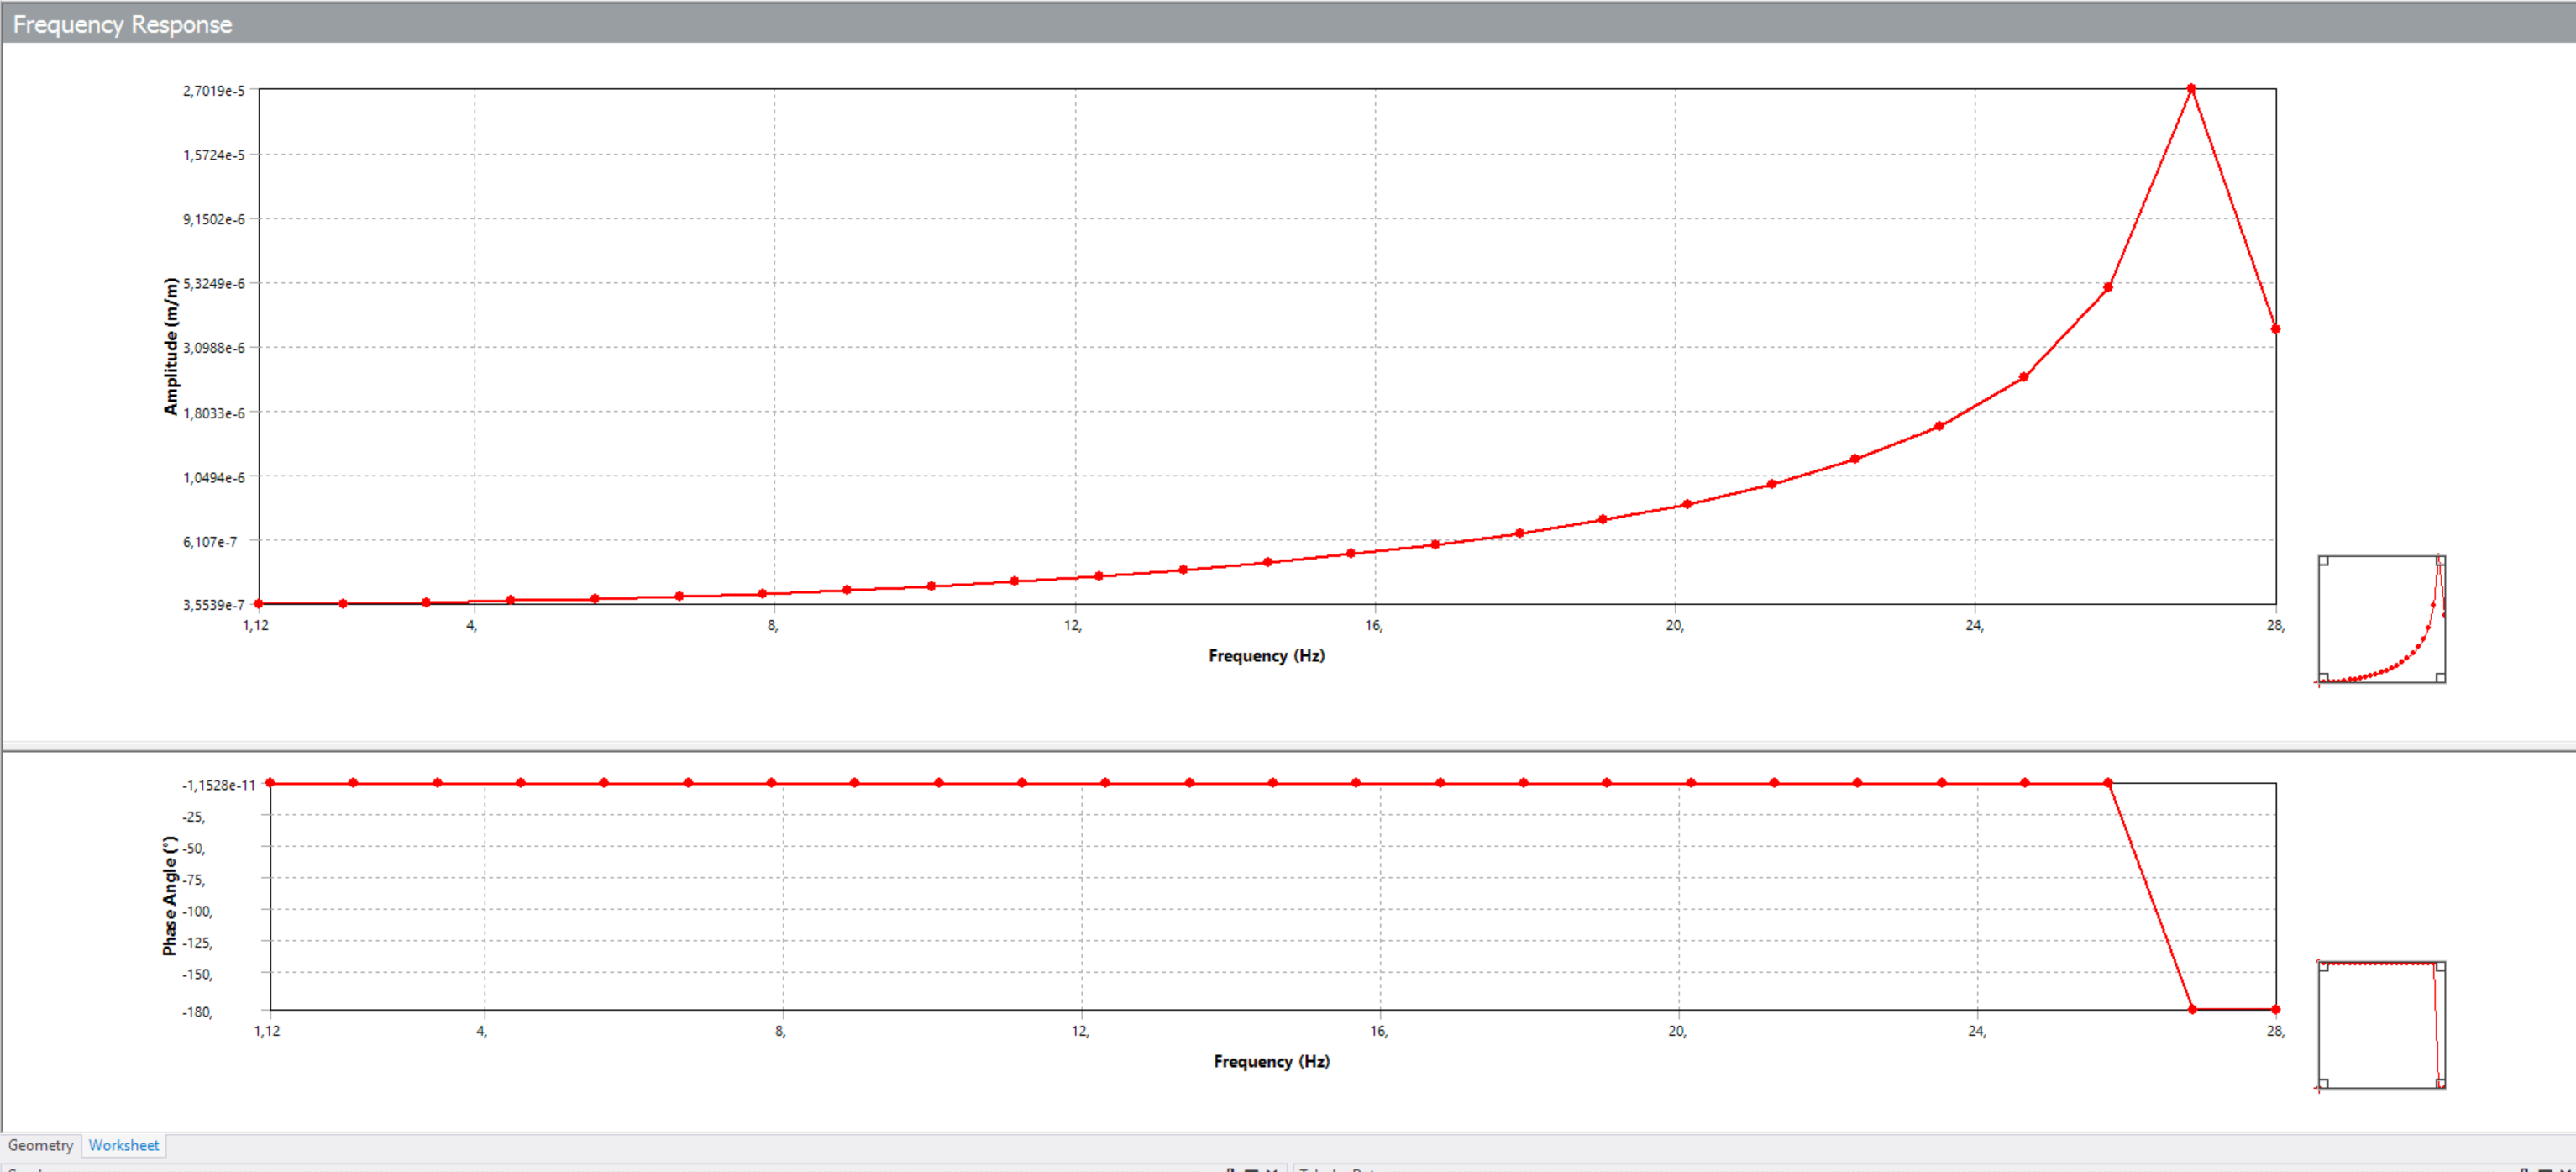 Frequency Response
2,7019e-5
1,5724e-5
9,1502e-6
5,3249e-6
3,0988e-6
1,8033e-6
1,0494e-6
6,107e-7
3,5539e-7
Amplitude (m/m)
1,12 4, 8, 12, 16, 20, 24, 28,
Frequency (Hz)
-1,1528e-11
-25,
-50,
-75,
-100,
-125,
-150,
-180,
Phase Angle (°)
1,12 4, 8, 12, 16, 20, 24, 28,
Frequency (Hz)
Geometry Worksheet